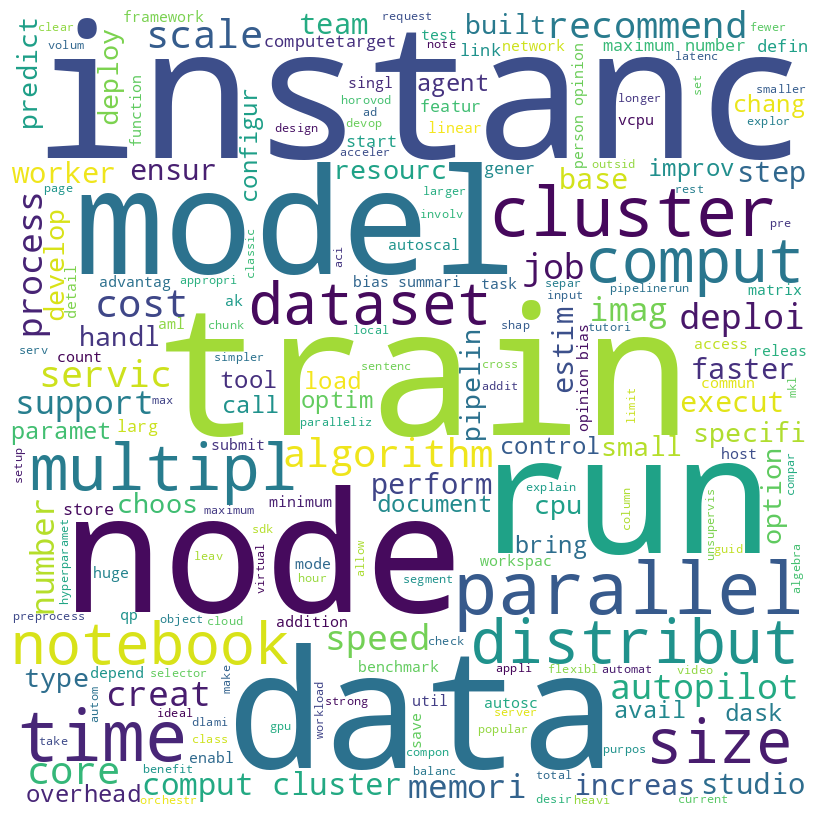 clear
framework
request
fewer
volum
scale
team
built
recommend
test
note
computetarget
link
network
maximum number
defin
predict
deploy
function
instanc
latenc
singl
agent
person opinion
smaller
horovod
ad
featur
vcpu
set
longer
chang
design
devop
linear
start
explor
worker
ensur
configur
acceler
resourc
gener
outsid
improv
step
page
model
larger
base
rest
process
develop
detail
classic
involv
cluster
pre
aci
autoscal
job
comput
advantag
appropri
bias summari
task
separ
pipelinerun
cost
ak
dataset
input
imag
matrix
handl
aml
chunk
local
shap
estim
tutori
deploi
serv
count
train
cross
opinion bias
access
releas
simpler
sentenc
servic
tool
load
pipelin
addit
faster
commun
mkl
support
max
call
optim
limit
execut
paramet
larg
paralleliz
setup
submit
algorithm
control
small
specifi
multipl
run
host
compar
store
choos
minimum
perform
explain
column
option
number
hyperparamet
maximum
document
cpu
unsupervis
guid
node
sdk
leav
virtual
hour
allow
mode
bring
workspac
algebra
huge
segment
parallel
preprocess
qp
object
cloud
addition
notebook
speed
check
distribut
type
depend
selector
make
benchmark
appli
flexibl
automat
video
creat
autopilot
time
autom
ideal
dlami
data
workload
strong
save
util
autosc
server
avail
dask
take
class
gpu
popular
size
core
enabl
compon
purpos
benefit
balanc
total
overhead
orchestr
comput cluster
memori
desir
increas
heavi
studio
current